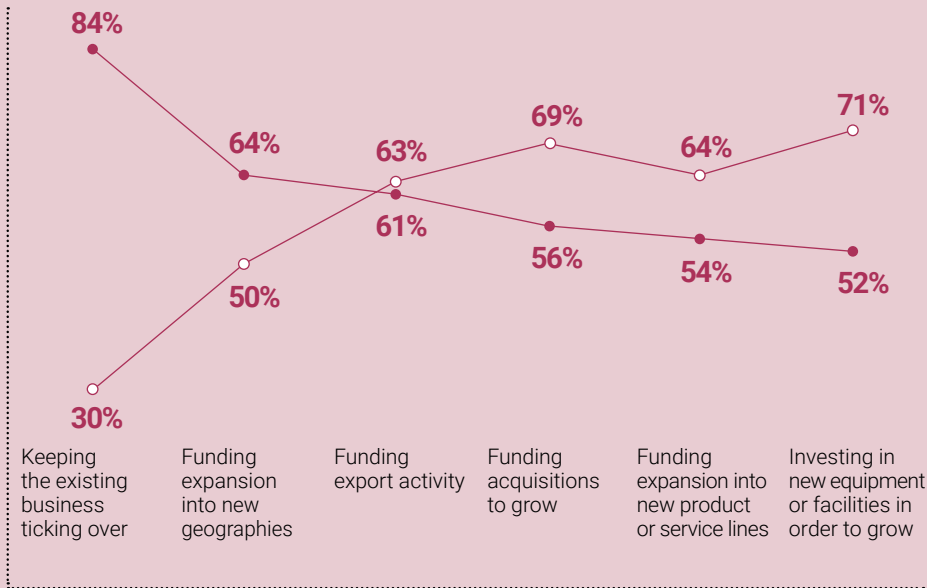 84%
64%
63%
69%
64%
71%
30%
50%
61%
56%
54%
52%
Keeping
the existing
business
ticking over
Funding
expansion
into new
geographies
Funding
export activity
Funding
acquisitions
to grow
Funding
expansion into
new product
or service lines
Investing in
new equipment
or facilities in
order to grow